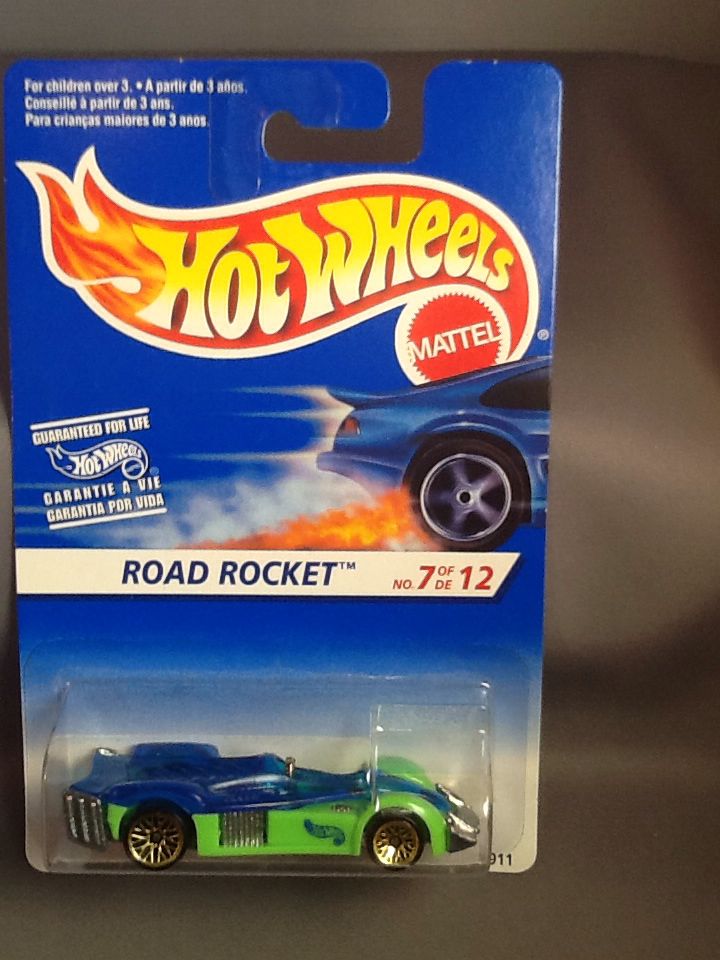 For children over 3. • A partir de 3 años.
Conseillé à partir de 3 ans.
Para crianças maiores de 3 anos.
HOT WHEELS
MATTEL
®
GUARANTEED FOR LIFE
HOT WHEELS ®
GARANTIE A VIE
GARANTIA POR VIDA
ROAD ROCKET™
NO. 7 OF DE 12
911